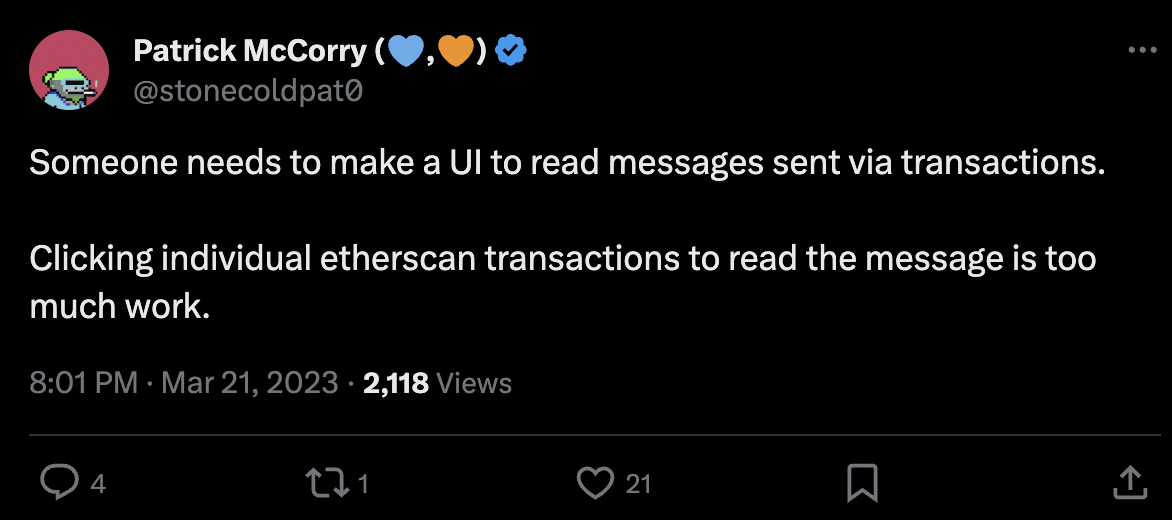 Patrick McCorry (🩵,🧡)
@stonecoldpat0
Someone needs to make a UI to read messages sent via transactions.
Clicking individual etherscan transactions to read the message is too
much work.
8:01 PM · Mar 21, 2023 · 2,118 Views
4 1 21